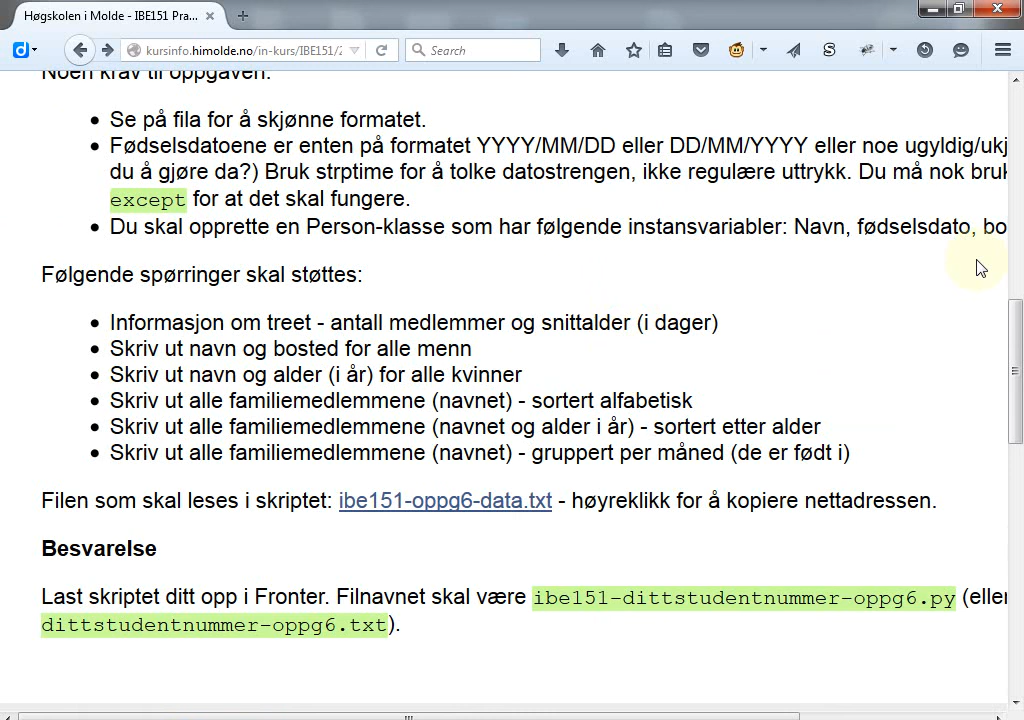 Høgskolen i Molde - IBE151 Pra...
kursinfo.himolde.no/in-kurs/IBE151/
Search
Noen krav til oppgaven:
Se på fila for å skjønne formatet.
Fødselsdatoene er enten på formatet YYYY/MM/DD eller DD/MM/YYYY eller noe ugyldig/ukj
du å gjøre da?) Bruk strptime for å tolke datostrengen, ikke regulære uttrykk. Du må nok bruk
except for at det skal fungere.
Du skal opprette en Person-klasse som har følgende instansvariabler: Navn, fødselsdato, bo
Følgende spørringer skal støttes:
Informasjon om treet - antall medlemmer og snittalder (i dager)
Skriv ut navn og bosted for alle menn
Skriv ut navn og alder (i år) for alle kvinner
Skriv ut alle familiemedlemmene (navnet) - sortert alfabetisk
Skriv ut alle familiemedlemmene (navnet og alder i år) - sortert etter alder
Skriv ut alle familiemedlemmene (navnet) - gruppert per måned (de er født i)
Filen som skal leses i skriptet: ibe151-oppg6-data.txt - høyreklikk for å kopiere nettadressen.
Besvarelse
Last skriptet ditt opp i Fronter. Filnavnet skal være ibe151-dittstudentnummer-oppg6.py (eller
dittstudentnummer-oppg6.txt).